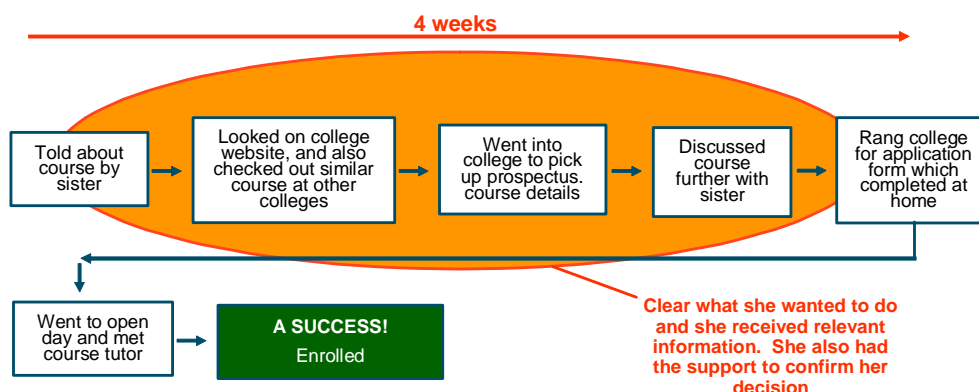 4 weeks
Told about
course by
sister
Looked on college
website, and also
checked out similar
course at other
colleges
Went into
college to pick
up prospectus.
course details
Discussed
course
further with
sister
Rang college
for application
form which
completed at
home
Went to open
day and met
course tutor
A SUCCESS!
Enrolled
Clear what she wanted to do
and she received relevant
information. She also had
the support to confirm her
decision